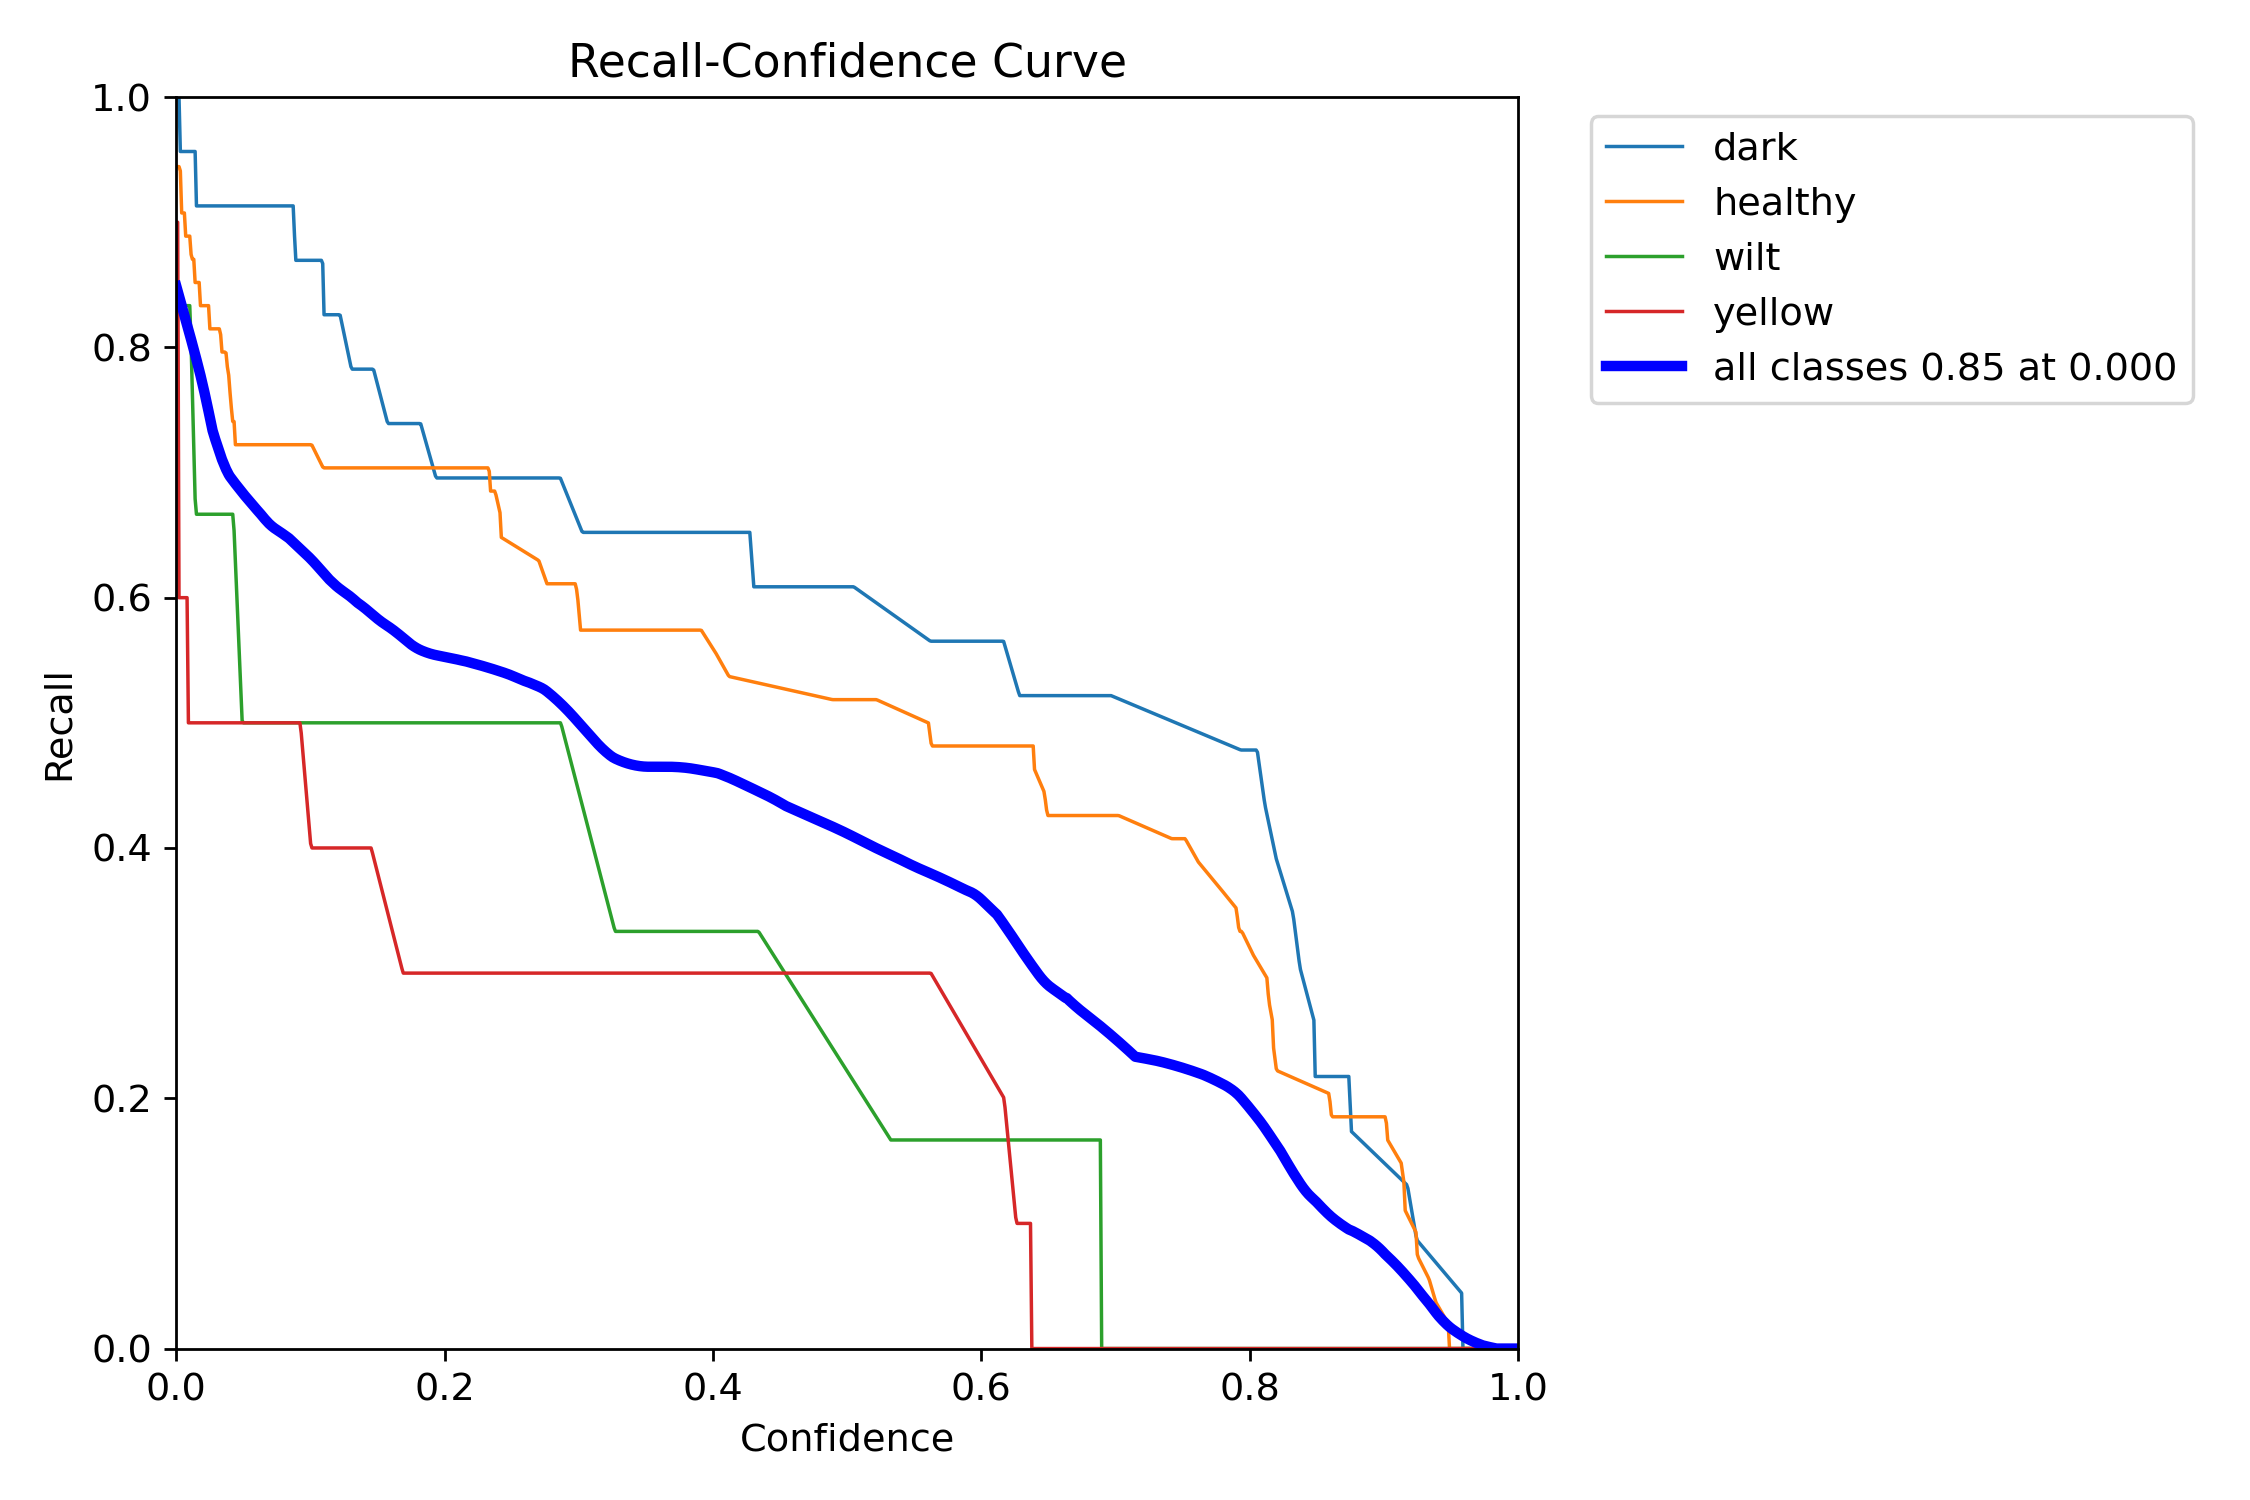 Recall-Confidence Curve
1.0
0.8
0.6
0.4
0.2
0.0
Recall
0.0 0.2 0.4 0.6 0.8 1.0
Confidence
dark
healthy
wilt
yellow
all classes 0.85 at 0.000